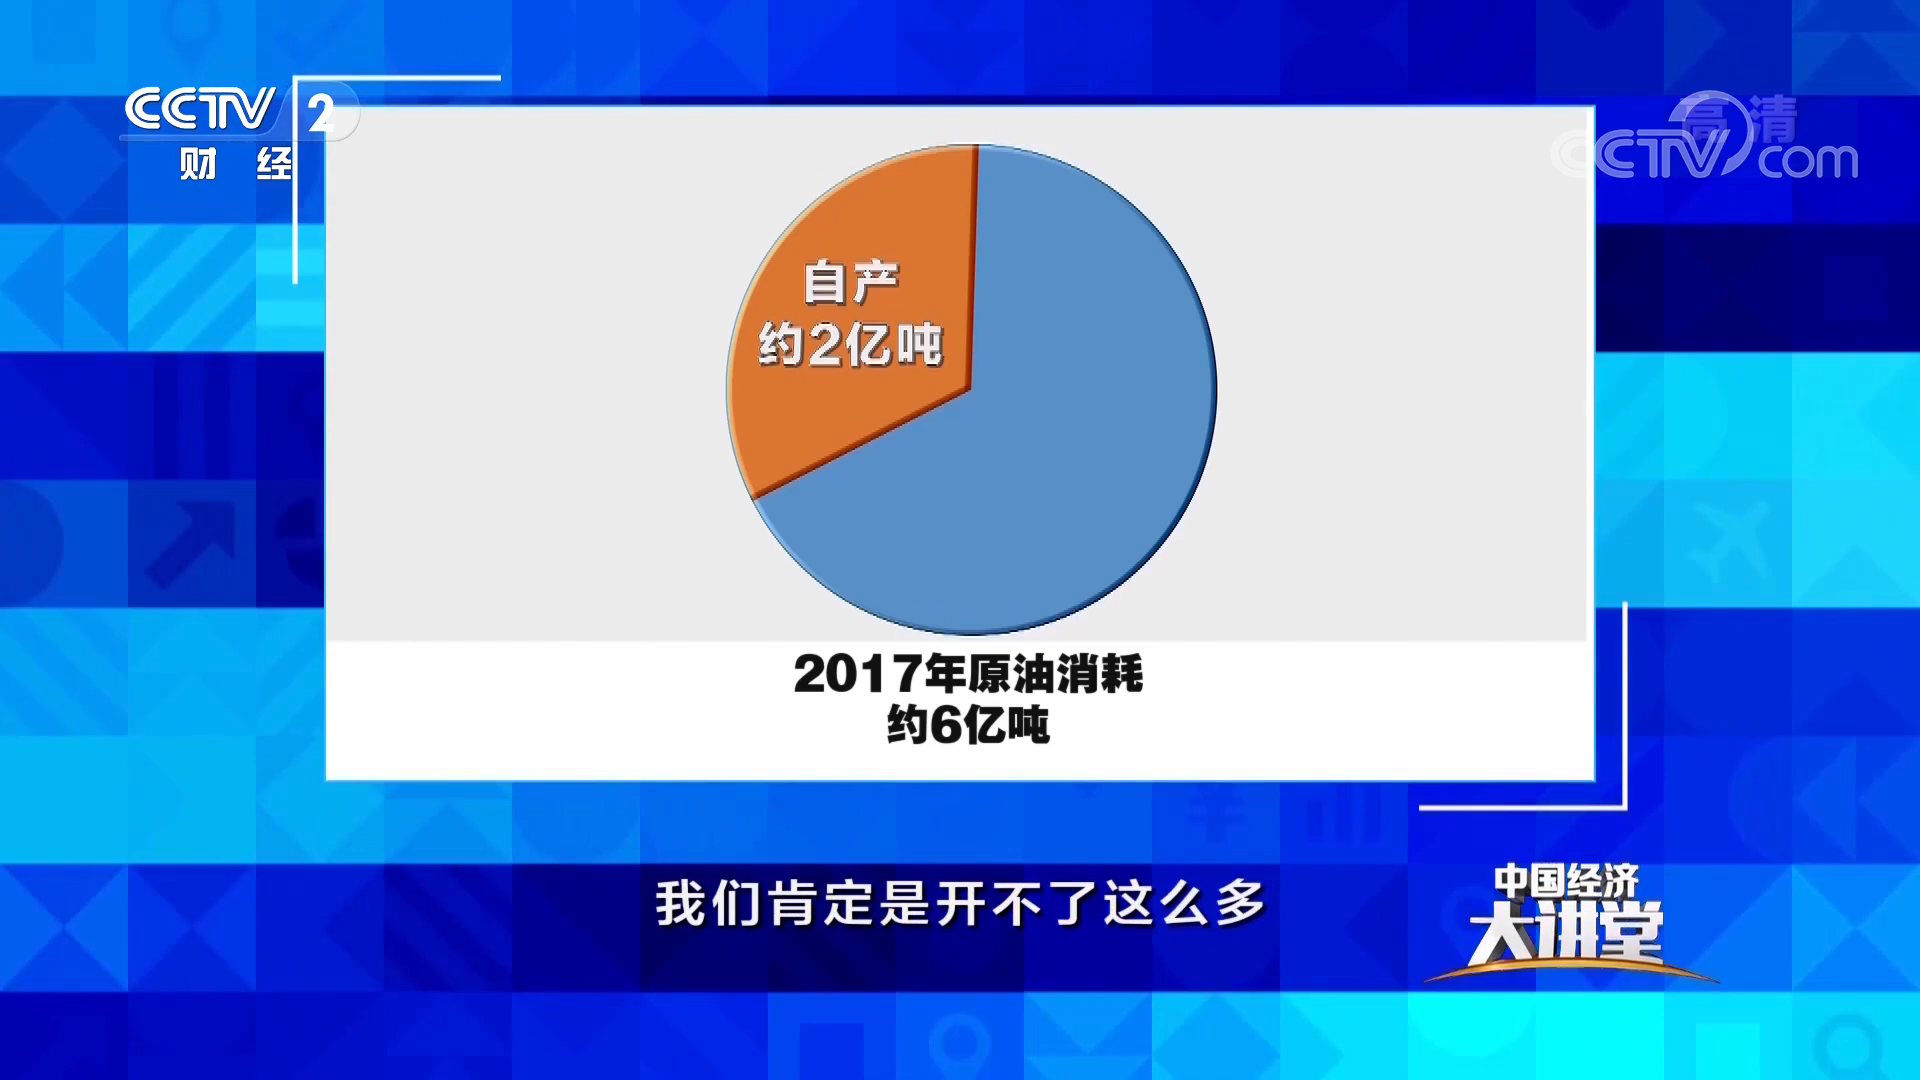 CCTV 2
财 经
高清
CCTV.com
自产
约2亿吨
2017年原油消耗
约6亿吨
我们肯定是开不了这么多
中国经济
大讲堂